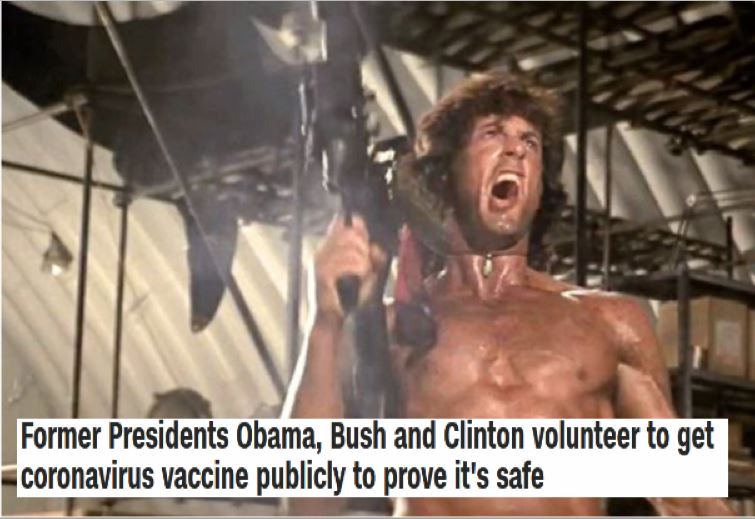 Former Presidents Obama, Bush and Clinton volunteer to get
coronavirus vaccine publicly to prove it's safe